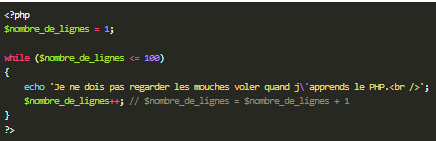 <?php
$nombre_de_lignes = 1;
while ($nombre_de_lignes <= 100)
{
echo 'Je ne dois pas regarder les mouches voler quand j\'apprends le PHP.<br />';
$nombre_de_lignes++; // $nombre_de_lignes = $nombre_de_lignes + 1
}
?>